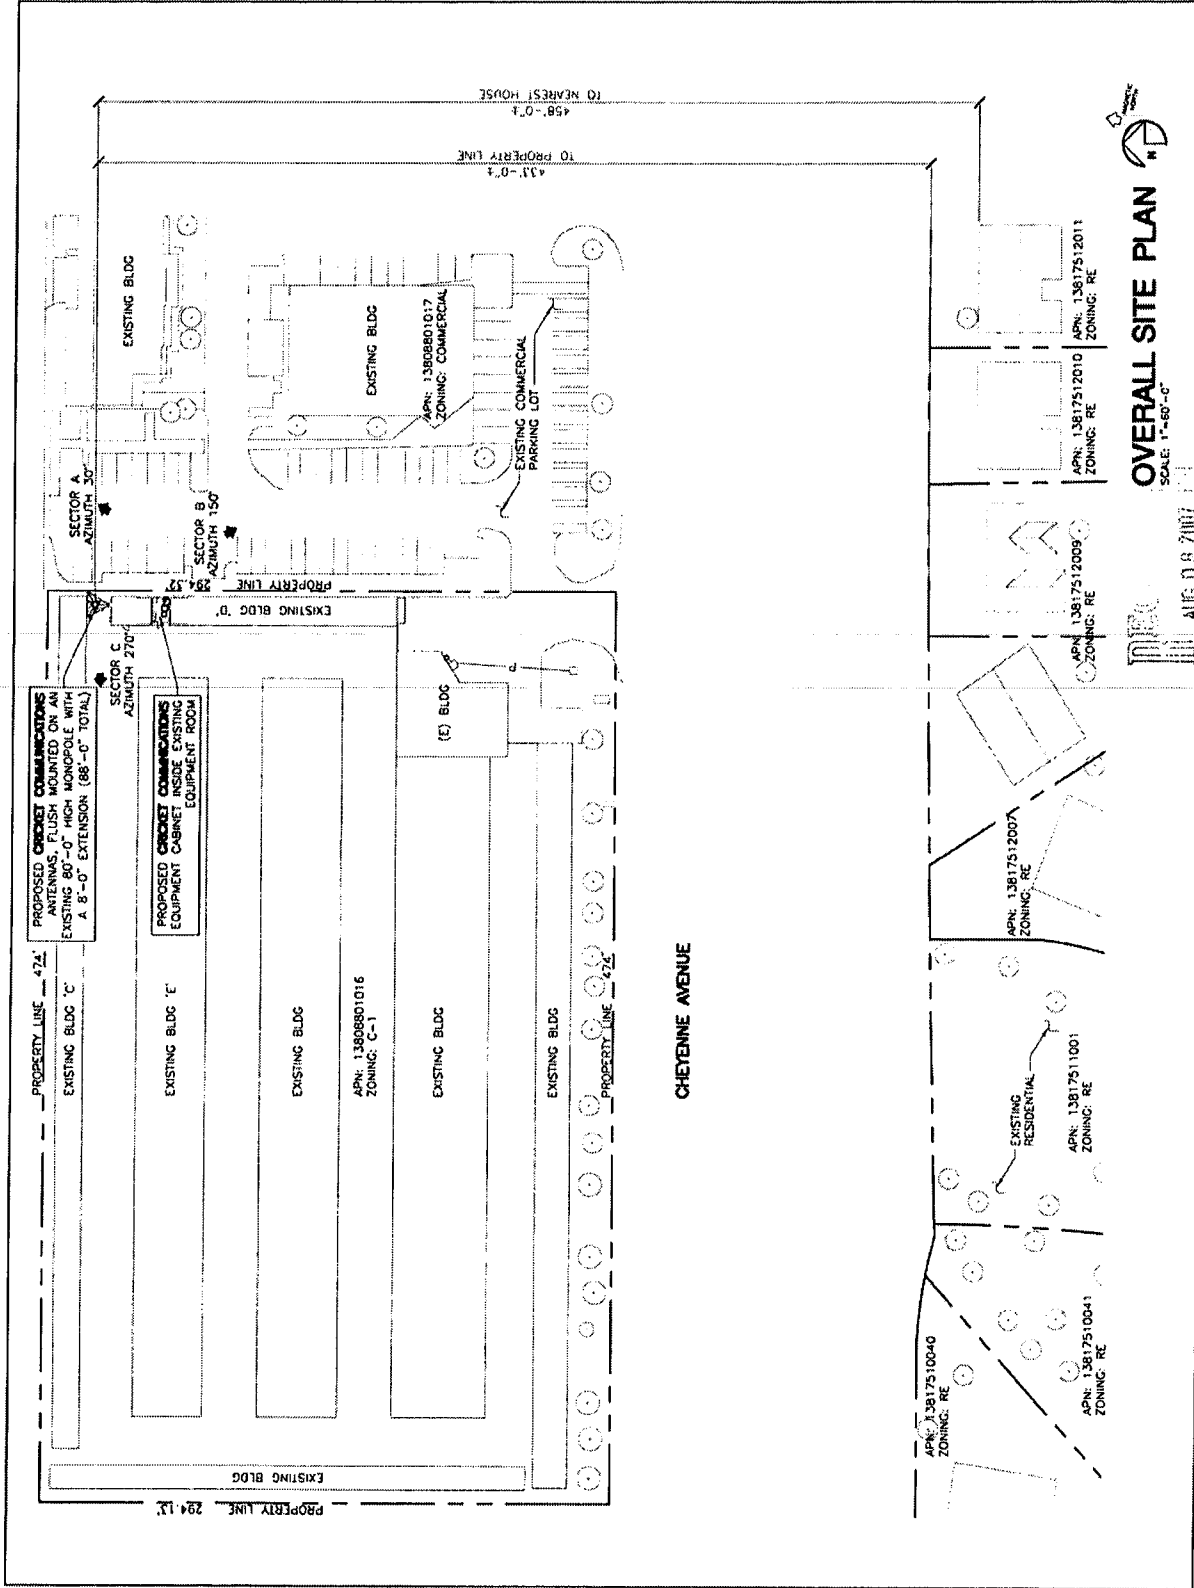 PROPOSED CRICKET COMMUNICATIONS
ANTENNAS, FLUSH MOUNTED ON AN
EXISTING 80'-0" HIGH MONOPOLE WITH
A 8'-0" EXTENSION (88'-0" TOTAL)
PROPOSED CRICKET COMMUNICATIONS
EQUIPMENT CABINET INSIDE EXISTING
EQUIPMENT ROOM
SECTOR A
AZIMUTH 30°
SECTOR B
AZIMUTH 150°
SECTOR C
AZIMUTH 270°
PROPERTY LINE 474'
PROPERTY LINE 294.13'
PROPERTY LINE 294.32'
PROPERTY LINE 474'
EXISTING BLDG
EXISTING BLDG 'C'
EXISTING BLDG 'E'
EXISTING BLDG
APN: 13808801016
ZONING: C-1
EXISTING BLDG
EXISTING BLDG
(E) BLDG
EXISTING BLDG 'D'
EXISTING BLDG
EXISTING BLDG
APN: 13808801017
ZONING: COMMERCIAL
EXISTING COMMERCIAL
PARKING LOT
433'-0"±
TO PROPERTY LINE
458'-0"±
TO NEAREST HOUSE
CHEYENNE AVENUE
APN: 13817510040
ZONING: RE
APN: 13817510041
ZONING: RE
EXISTING
RESIDENTIAL
APN: 13817511001
ZONING: RE
APN: 13817512007
ZONING: RE
APN: 13817512009
ZONING: RE
APN: 13817512010
ZONING: RE
APN: 13817512011
ZONING: RE
OVERALL SITE PLAN
SCALE: 1"=60'-0"
N
AUG 08 2007